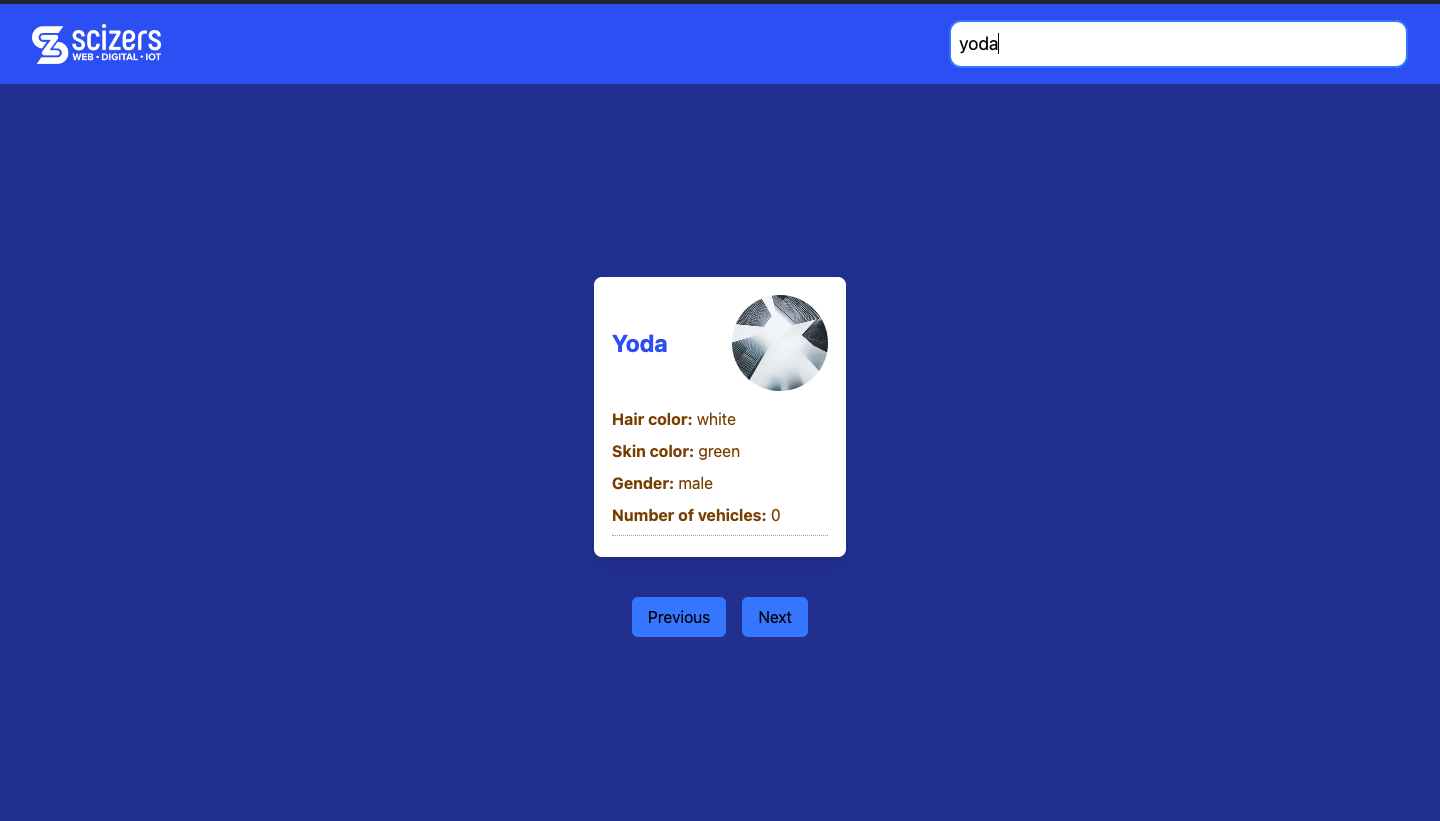 scizers
WEB • DIGITAL • IOT
yoda
Yoda
Hair color: white
Skin color: green
Gender: male
Number of vehicles: 0
Previous
Next